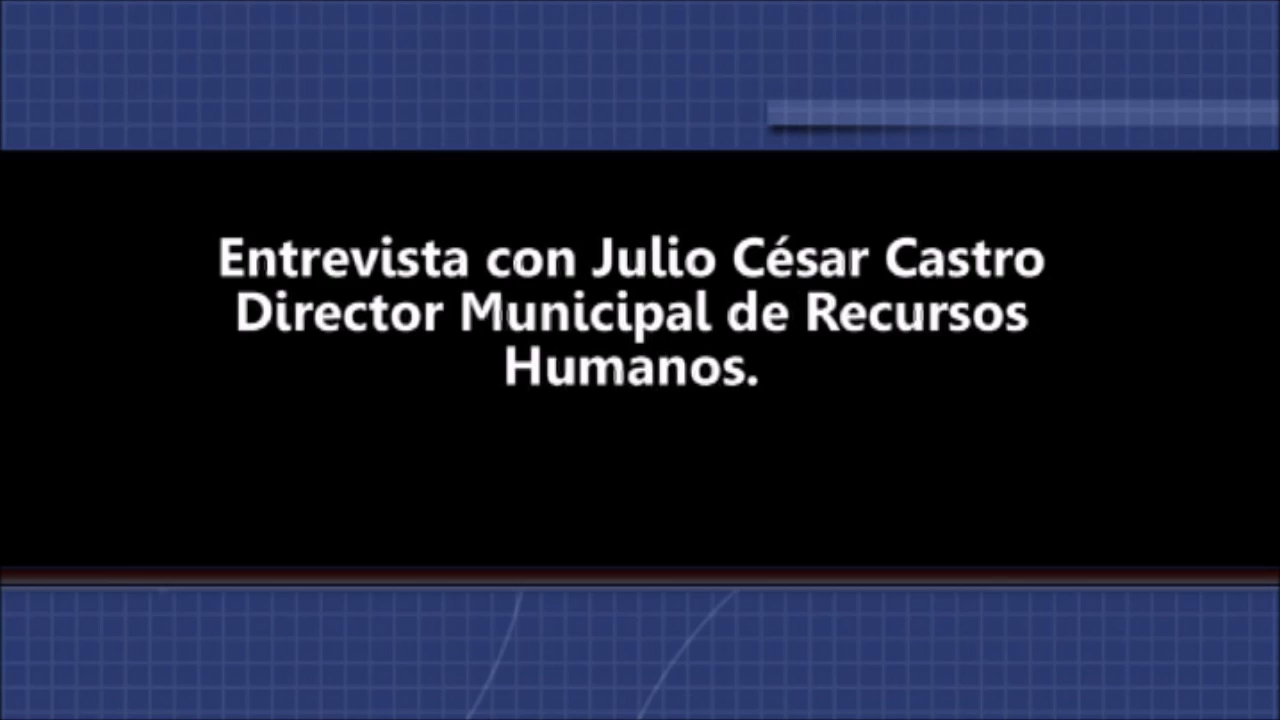 Entrevista con Julio César Castro
Director Municipal de Recursos
Humanos.